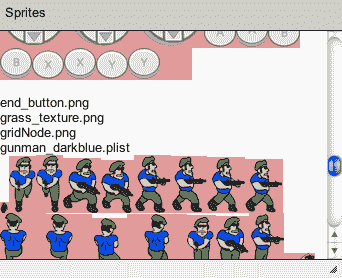 Sprites
A Y B
B X X Y Y
end_button.png
grass_texture.png
gridNode.png
gunman_darkblue.plist